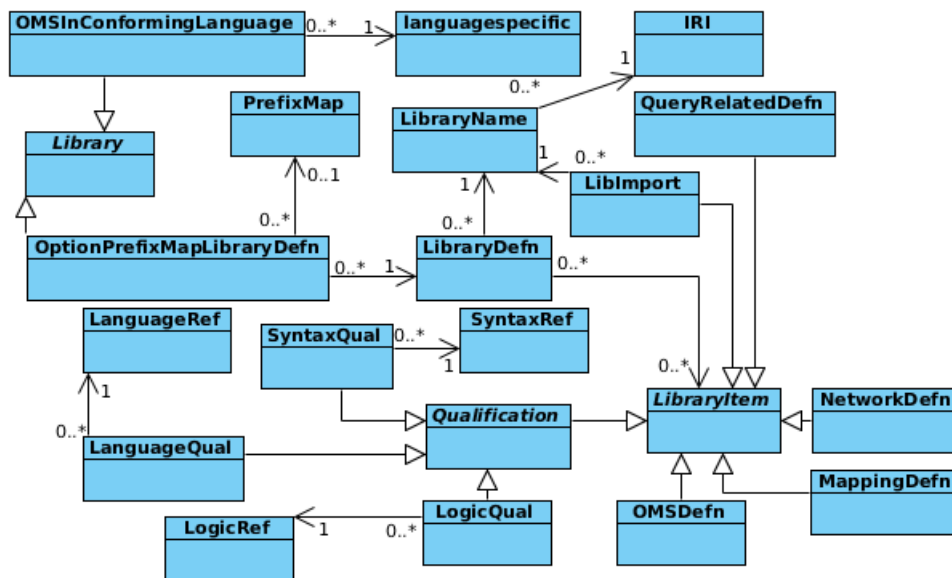 OMSInConformingLanguage
0..*
1
languagespecific
IRI
1
0..*
PrefixMap
QueryRelatedDefn
LibraryName
Library
1
0..*
0..1
LibImport
1
0..*
0..*
OptionPrefixMapLibraryDefn
LibraryDefn
0..*
1
0..*
LanguageRef
SyntaxQual
0..*
SyntaxRef
1
0..*
1
LibraryItem
NetworkDefn
Qualification
0..*
LanguageQual
MappingDefn
LogicQual
OMSDefn
LogicRef
1
0..*